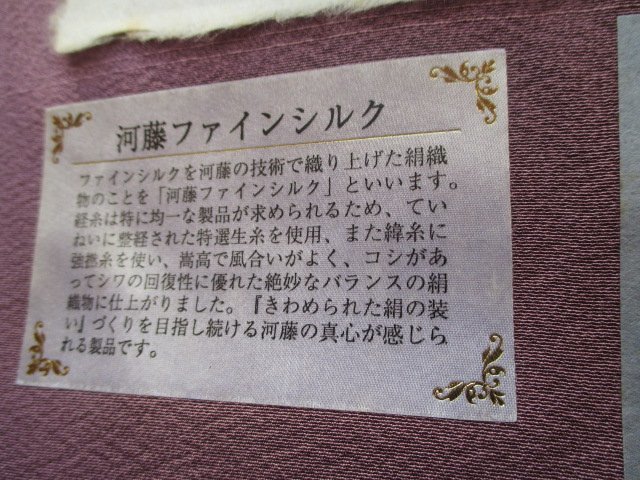 河藤ファインシルク
ファインシルクを河藤の技術で織り上げた絹織
物のことを「河藤ファインシルク」といいます。
経糸は特に均一な製品が求められるため、てい
ねいに整経された特選生糸を使用、また緯糸に
強撚糸を使い、嵩高で風合いがよく、コシがあ
ってシワの回復性に優れた絶妙なバランスの絹
織物に仕上がりました。『きわめられた絹の装
い』づくりを目指し続ける河藤の真心が感じら
れる製品です。